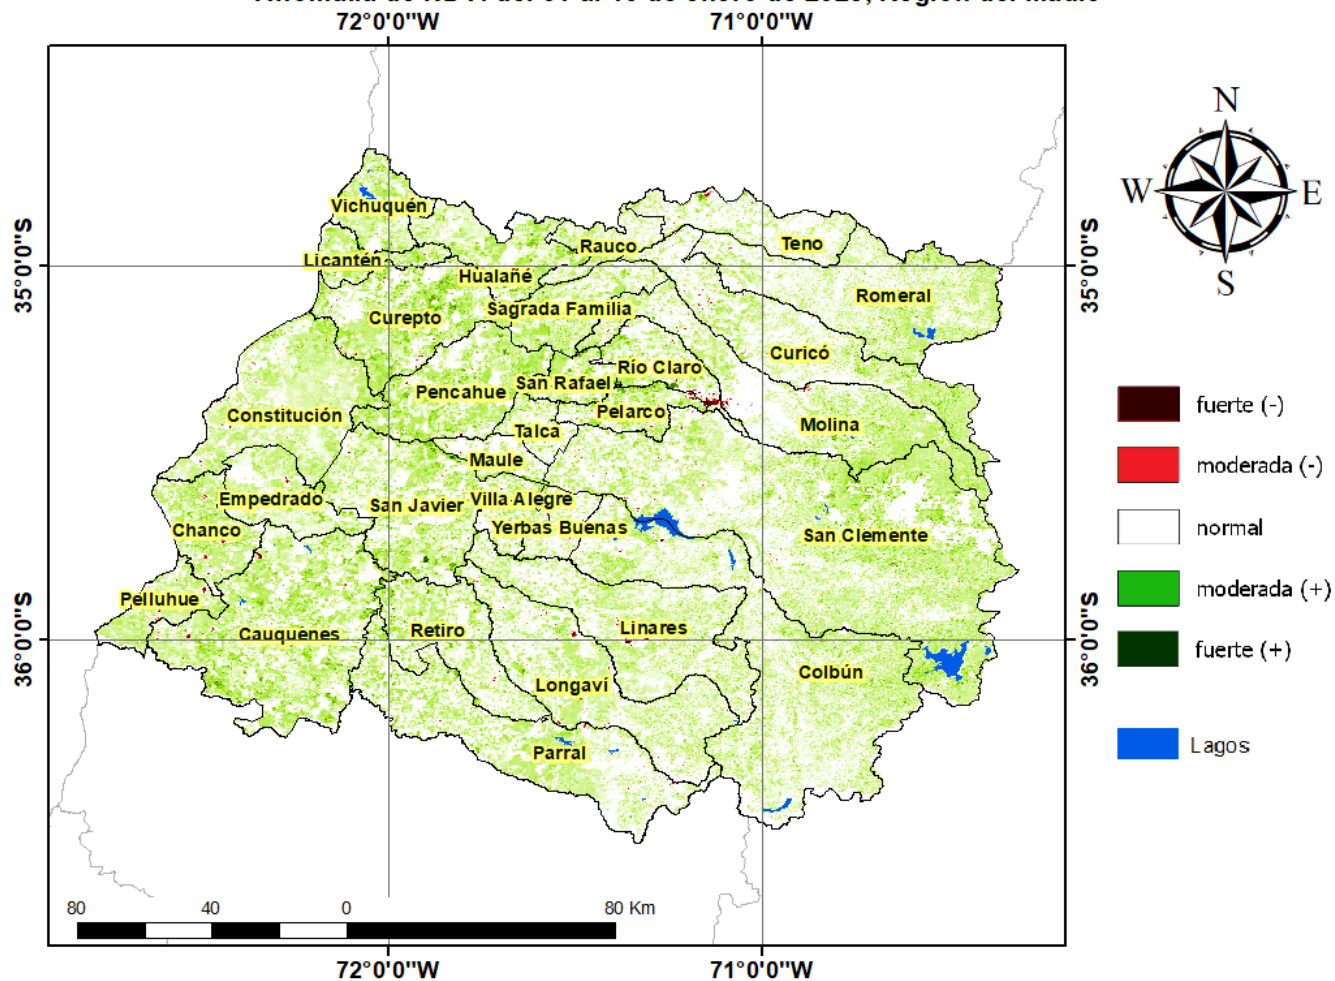 72°0'0"W
71°0'0"W
N
W
E
S
35°0'0"S
35°0'0"S
36°0'0"S
36°0'0"S
Vichuquén
Licantén
Hualañé
Rauco
Teno
Romeral
Curepto
Sagrada Familia
Curicó
Río Claro
San Rafael
Pencahue
Pelarco
Constitución
Molina
Talca
Maule
Empedrado
San Javier
Villa Alegre
Yerbas Buenas
Chanco
San Clemente
Pelluhue
Cauquenes
Retiro
Linares
Colbún
Longaví
Parral
fuerte (-)
moderada (-)
normal
moderada (+)
fuerte (+)
Lagos
80 40 0 80 Km
72°0'0"W
71°0'0"W